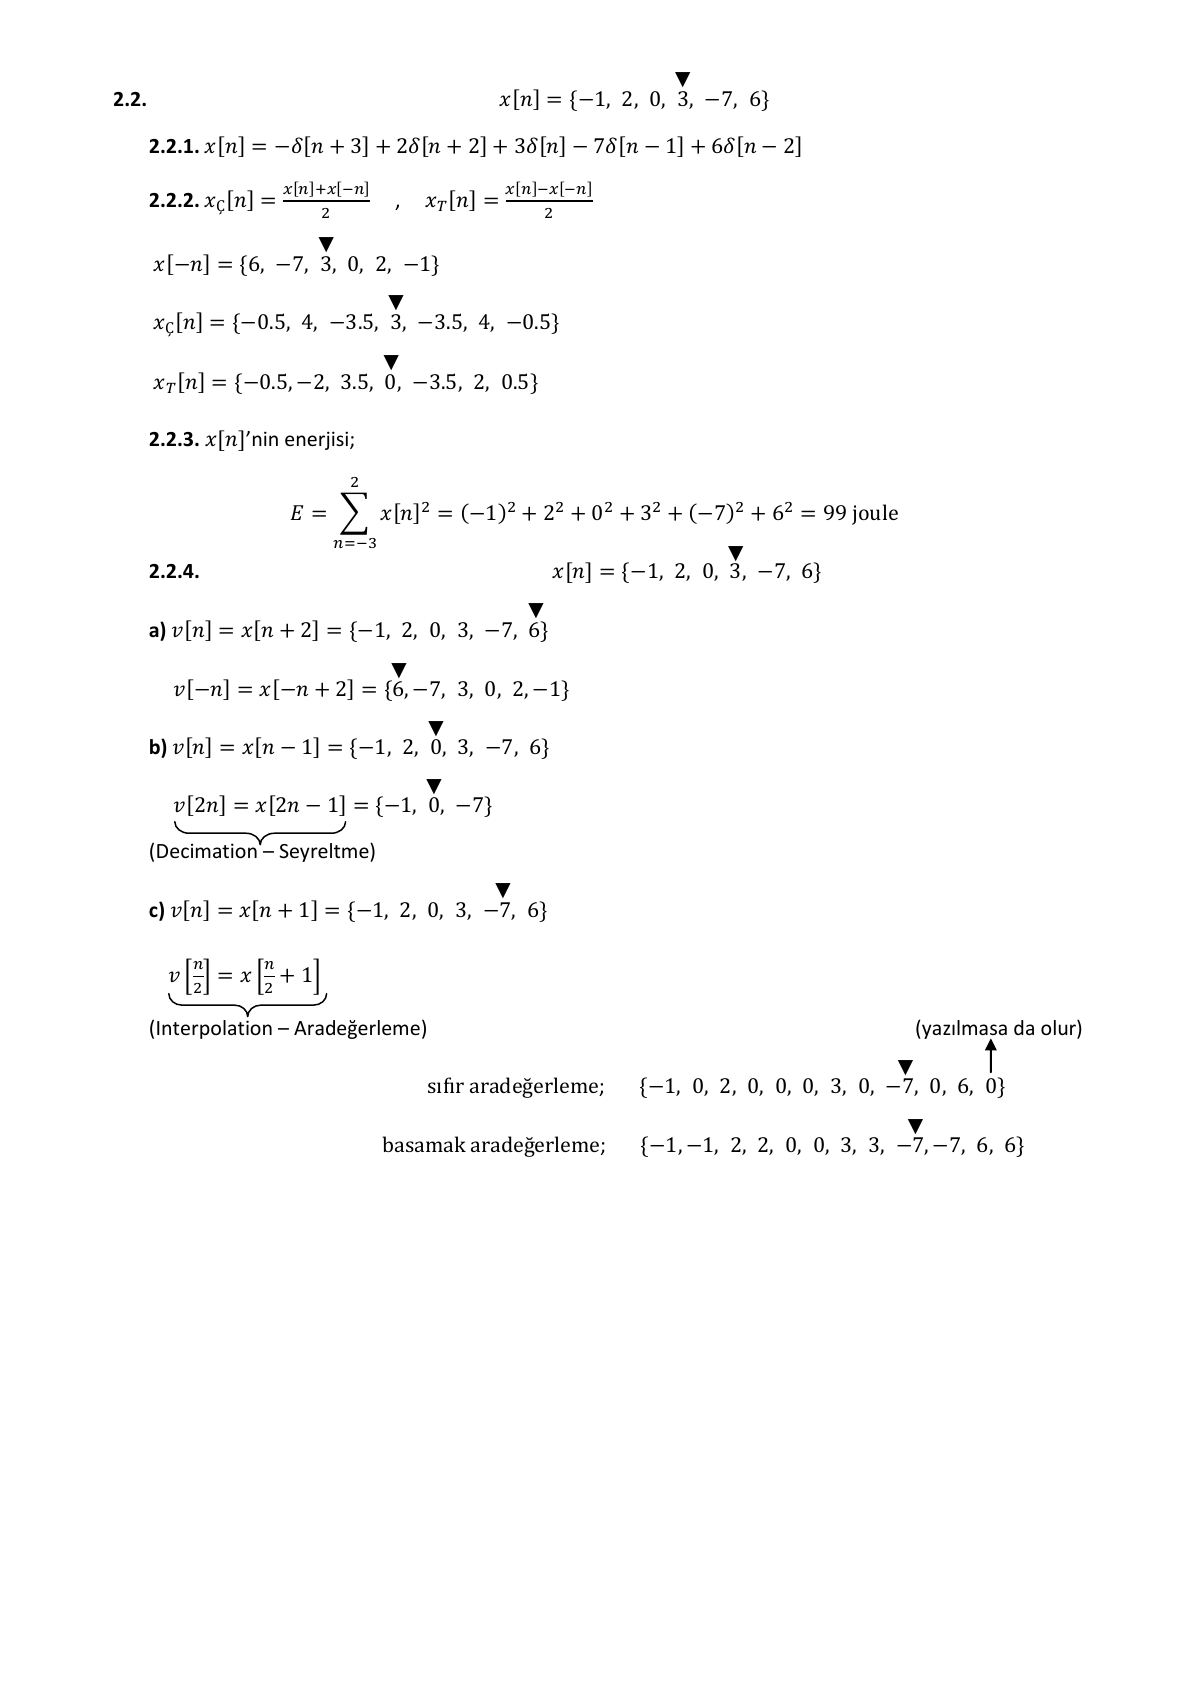 2.2. x[n] = {−1, 2, 0, 3, −7, 6}
2.2.1. x[n] = −δ[n + 3] + 2δ[n + 2] + 3δ[n] − 7δ[n − 1] + 6δ[n − 2]
2.2.2. x_Ç[n] = (x[n]+x[−n])/2 , x_T[n] = (x[n]−x[−n])/2
x[−n] = {6, −7, 3, 0, 2, −1}
x_Ç[n] = {−0.5, 4, −3.5, 3, −3.5, 4, −0.5}
x_T[n] = {−0.5, −2, 3.5, 0, −3.5, 2, 0.5}
2.2.3. x[n]'nin enerjisi;
E = ∑_{n=−3}^{2} x[n]² = (−1)² + 2² + 0² + 3² + (−7)² + 6² = 99 joule
2.2.4. x[n] = {−1, 2, 0, 3, −7, 6}
a) v[n] = x[n + 2] = {−1, 2, 0, 3, −7, 6}
v[−n] = x[−n + 2] = {6, −7, 3, 0, 2, −1}
b) v[n] = x[n − 1] = {−1, 2, 0, 3, −7, 6}
v[2n] = x[2n − 1] = {−1, 0, −7}
(Decimation – Seyreltme)
c) v[n] = x[n + 1] = {−1, 2, 0, 3, −7, 6}
v[n/2] = x[n/2 + 1]
(Interpolation – Aradeğerleme) (yazılmasa da olur)
sıfır aradeğerleme; {−1, 0, 2, 0, 0, 0, 3, 0, −7, 0, 6, 0}
basamak aradeğerleme; {−1, −1, 2, 2, 0, 0, 3, 3, −7, −7, 6, 6}